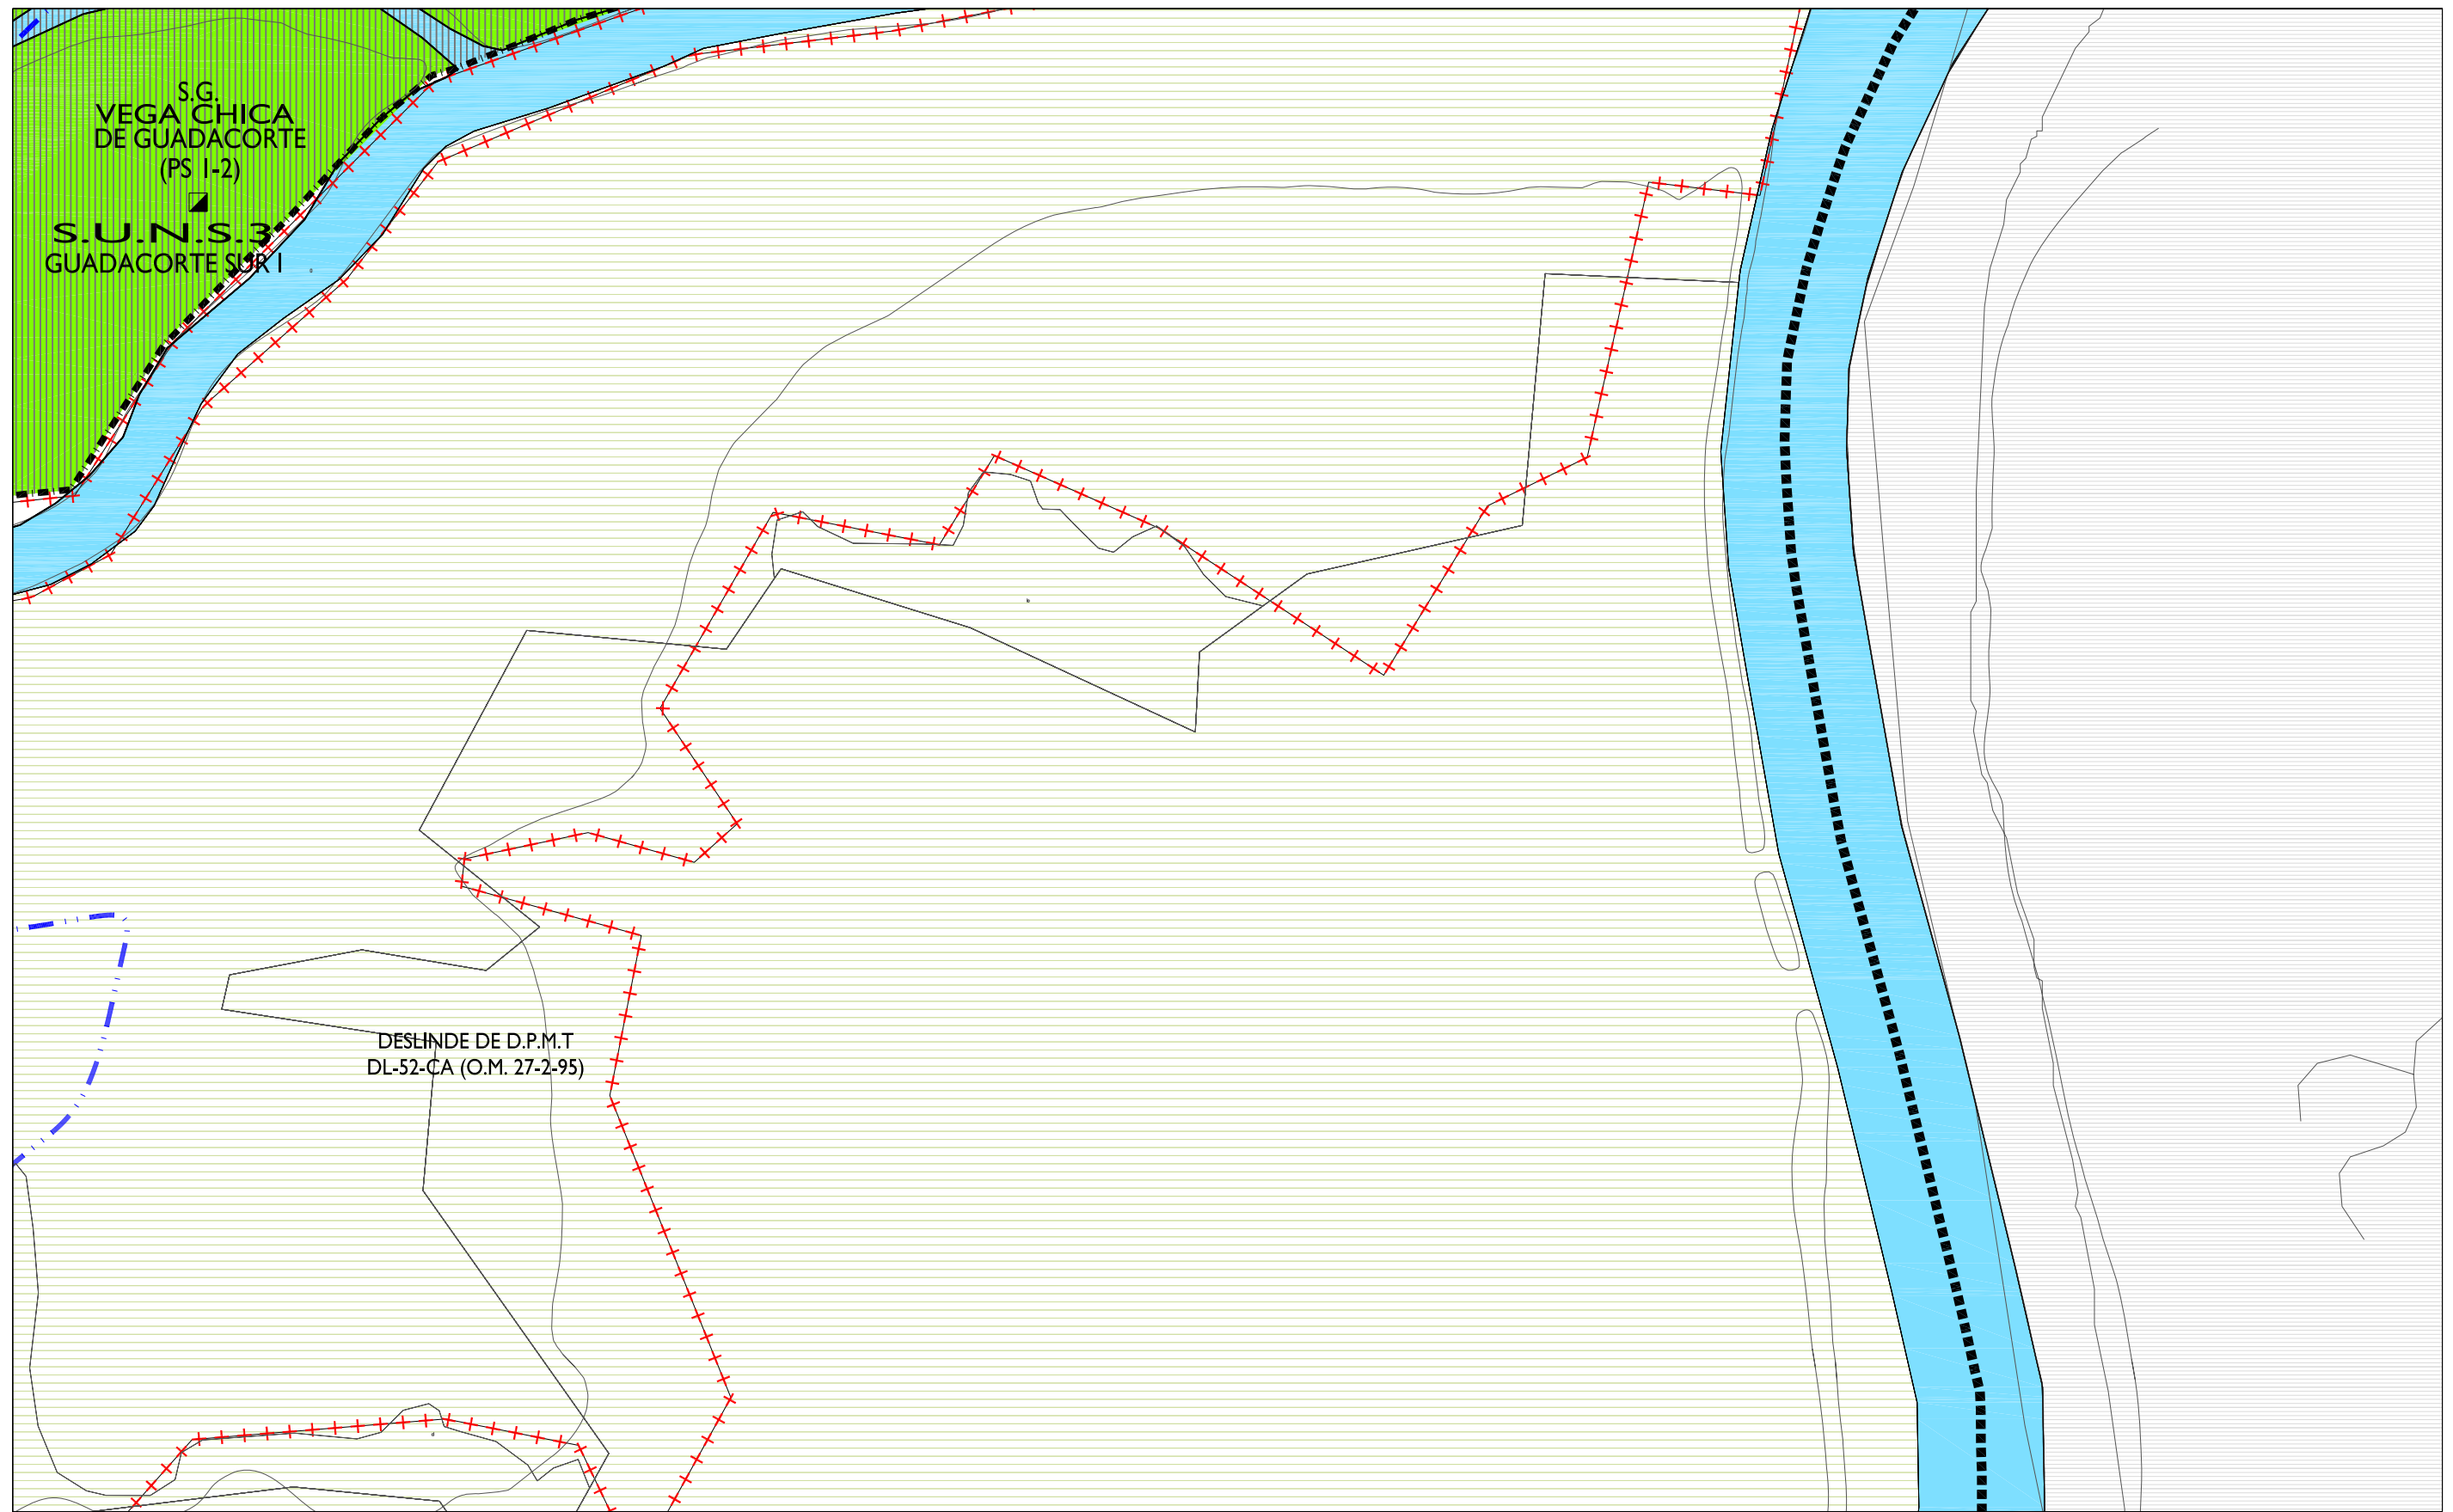 S.G.
VEGA CHICA
DE GUADACORTE
(PS 1-2)
S.U.N.S.3
GUADACORTE SUR I
DESLINDE DE D.P.M.T
DL-52-CA (O.M. 27-2-95)